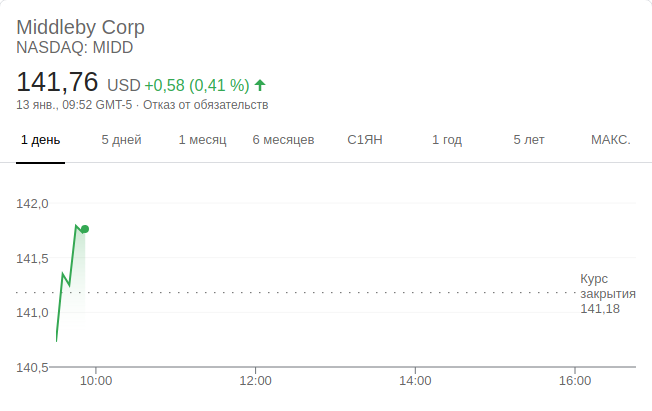 Middleby Corp
NASDAQ: MIDD
141,76 USD +0,58 (0,41 %)
13 янв., 09:52 GMT-5 · Отказ от обязательств
1 день 5 дней 1 месяц 6 месяцев С1ЯН 1 год 5 лет МАКС.
142,0
141,5
Курс
закрытия
141,18
141,0
140,5
10:00 12:00 14:00 16:00